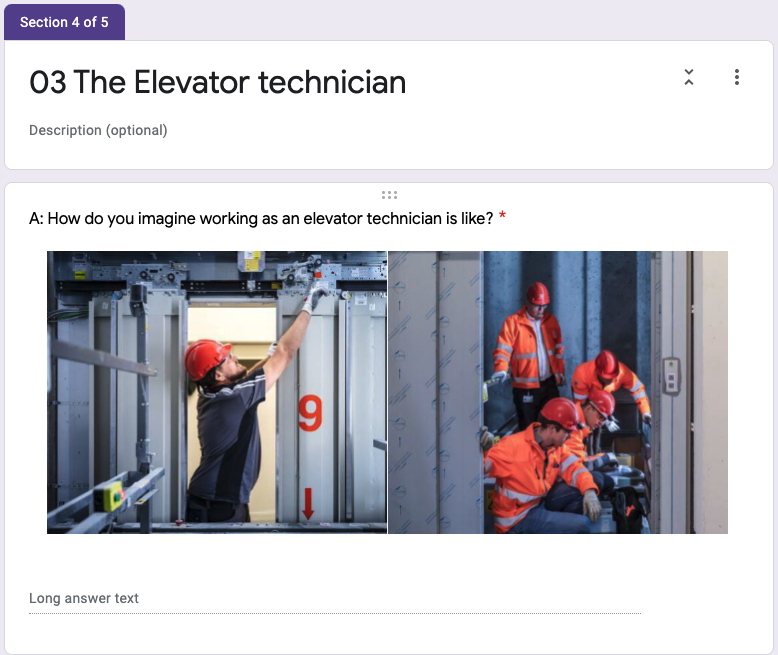 Section 4 of 5
03 The Elevator technician
Description (optional)
A: How do you imagine working as an elevator technician is like? *
9
Long answer text